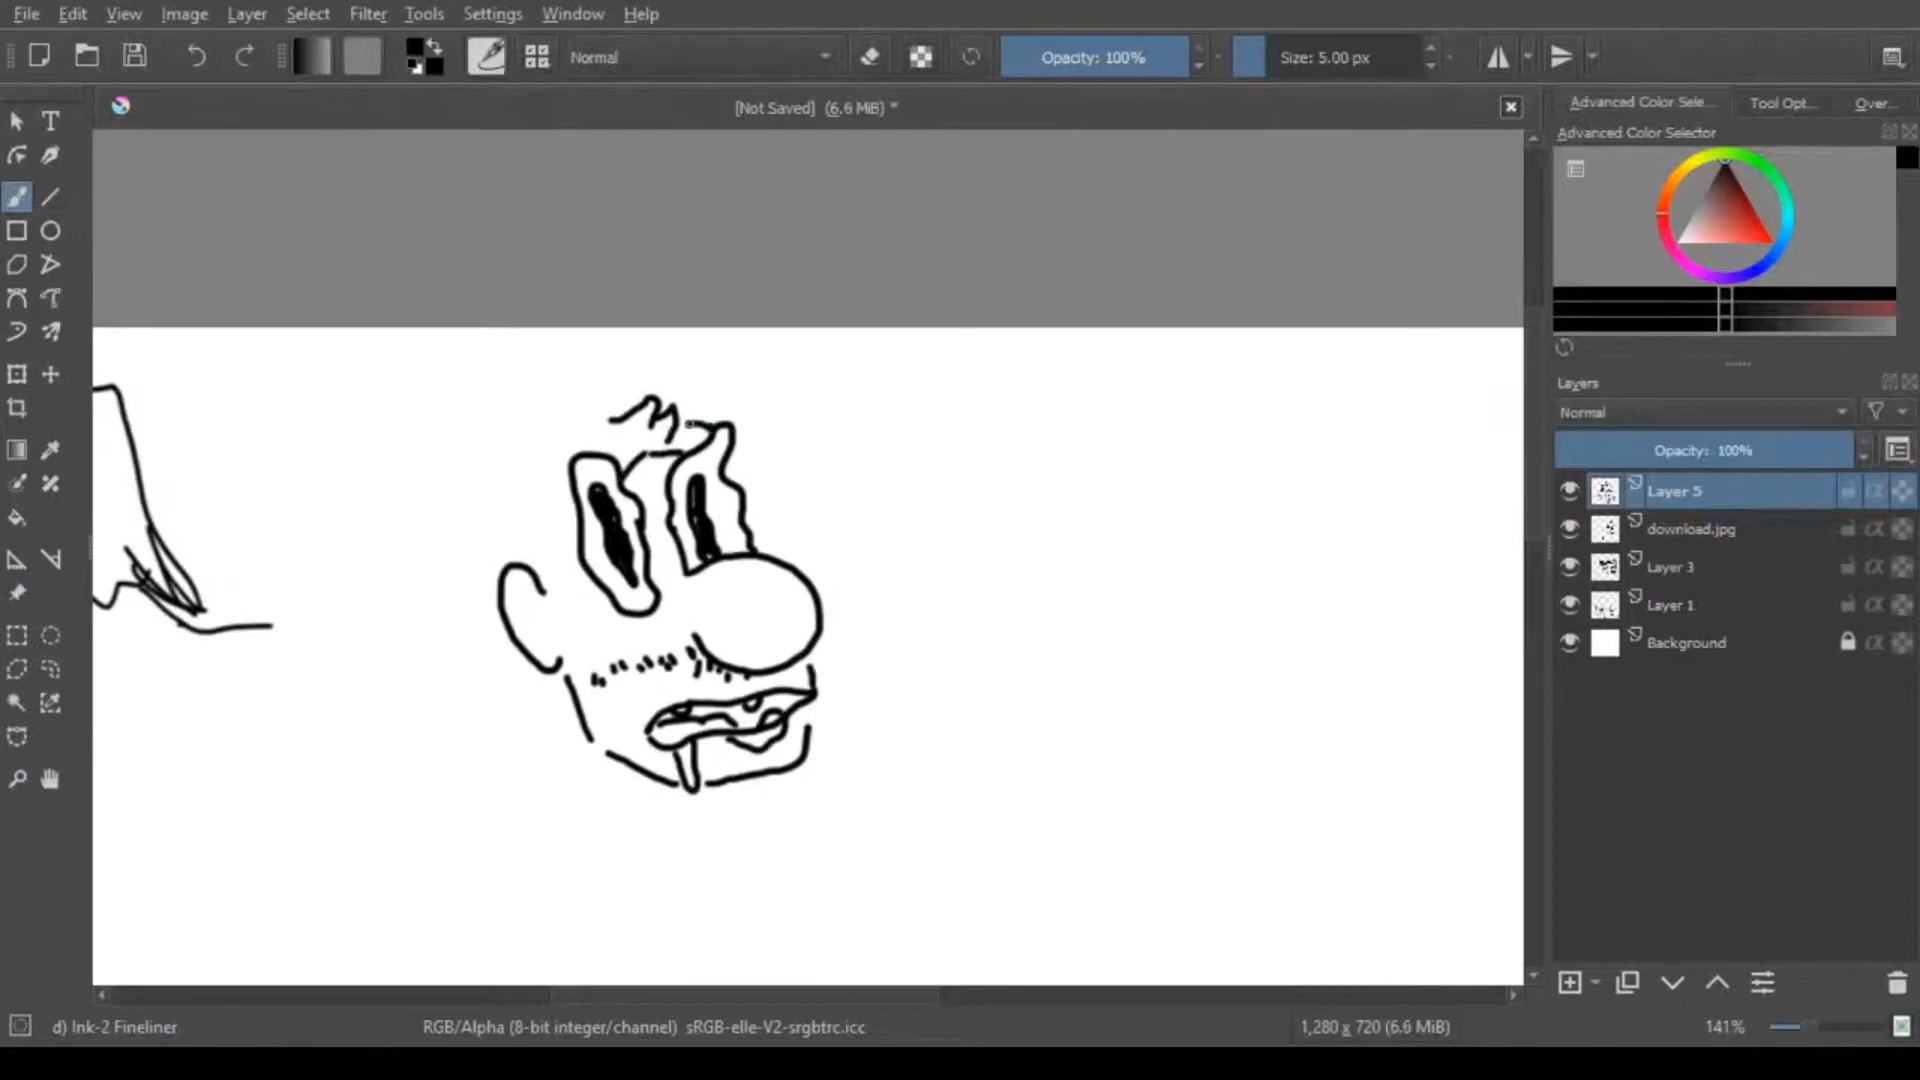 File Edit View Image Layer Select Filter Tools Settings Window Help
Normal Opacity: 100% Size: 5.00 px
[Not Saved] (6.6 MiB) *
Advanced Color Sele... Tool Opt... Over...
Advanced Color Selector
Layers
Normal
Opacity: 100%
Layer 5
download.jpg
Layer 3
Layer 1
Background
d) Ink-2 Fineliner RGB/Alpha (8-bit integer/channel) sRGB-elle-V2-srgbtrc.icc 1,280 x 720 (6.6 MiB) 141%